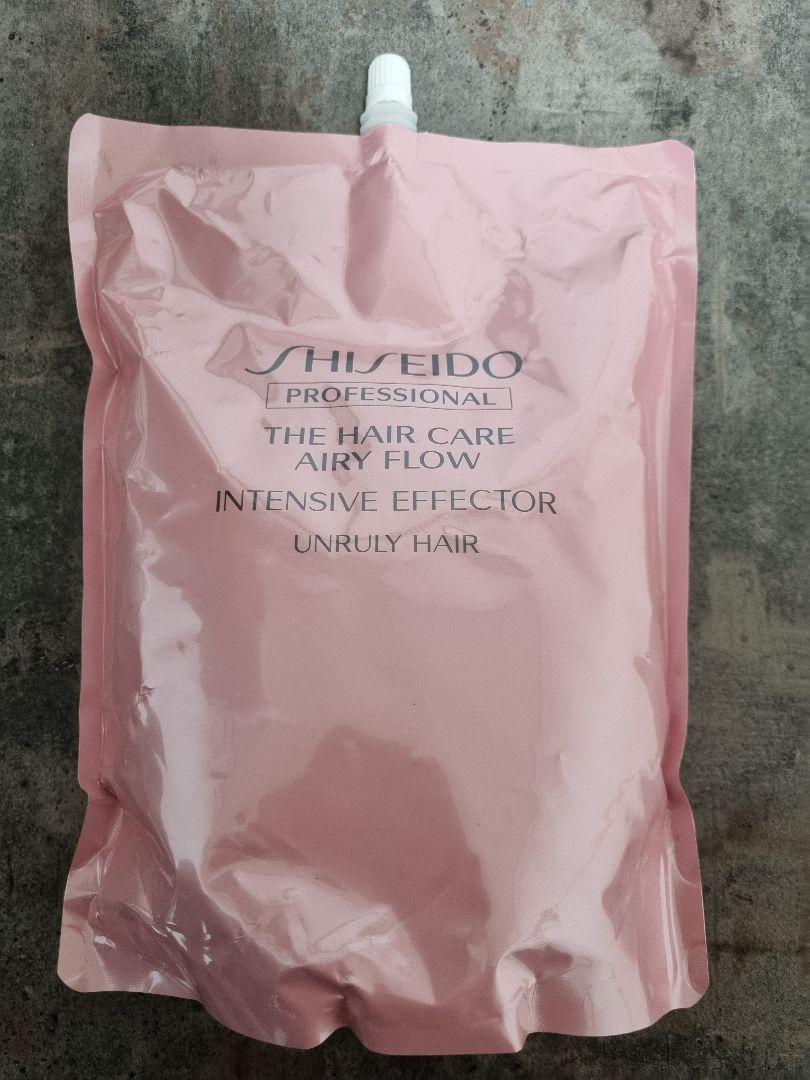 SHISEIDO
PROFESSIONAL
THE HAIR CARE
AIRY FLOW
INTENSIVE EFFECTOR
UNRULY HAIR